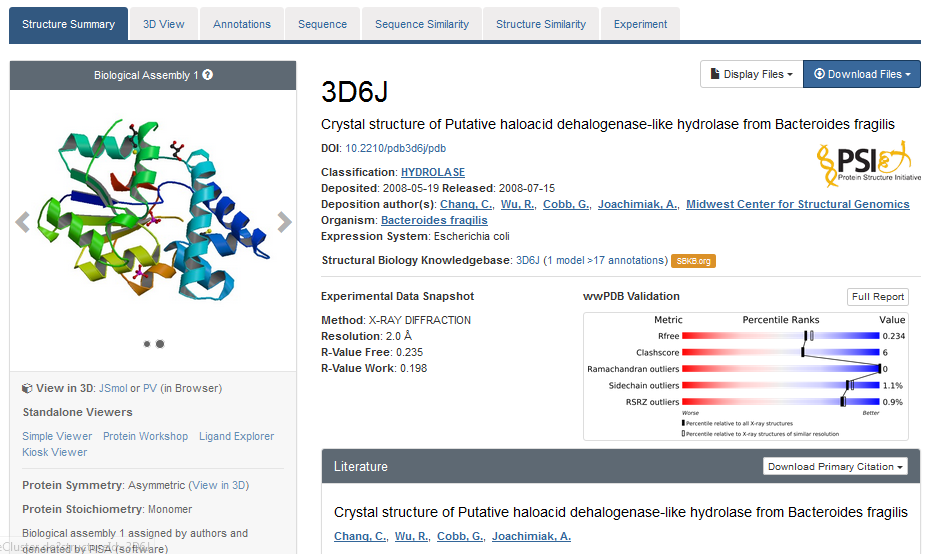 Structure Summary
3D View
Annotations
Sequence
Sequence Similarity
Structure Similarity
Experiment
Biological Assembly 1 ?
View in 3D: JSmol or PV (in Browser)
Standalone Viewers
Simple Viewer Protein Workshop Ligand Explorer
Kiosk Viewer
Protein Symmetry: Asymmetric (View in 3D)
Protein Stoichiometry: Monomer
Biological assembly 1 assigned by authors and
generated by PISA (software)
Display Files
Download Files
3D6J
Crystal structure of Putative haloacid dehalogenase-like hydrolase from Bacteroides fragilis
DOI: 10.2210/pdb3d6j/pdb
PSI
Protein Structure Initiative
Classification: HYDROLASE
Deposited: 2008-05-19 Released: 2008-07-15
Deposition author(s): Chang, C., Wu, R., Cobb, G., Joachimiak, A., Midwest Center for Structural Genomics
Organism: Bacteroides fragilis
Expression System: Escherichia coli
Structural Biology Knowledgebase: 3D6J (1 model >17 annotations) SBKB.org
Experimental Data Snapshot
Method: X-RAY DIFFRACTION
Resolution: 2.0 Å
R-Value Free: 0.235
R-Value Work: 0.198
wwPDB Validation
Full Report
Metric Percentile Ranks Value
Rfree 0.234
Clashscore 6
Ramachandran outliers 0
Sidechain outliers 1.1%
RSRZ outliers 0.9%
Worse Better
Percentile relative to all X-ray structures
Percentile relative to X-ray structures of similar resolution
Literature
Download Primary Citation
Crystal structure of Putative haloacid dehalogenase-like hydrolase from Bacteroides fragilis
Chang, C., Wu, R., Cobb, G., Joachimiak, A.